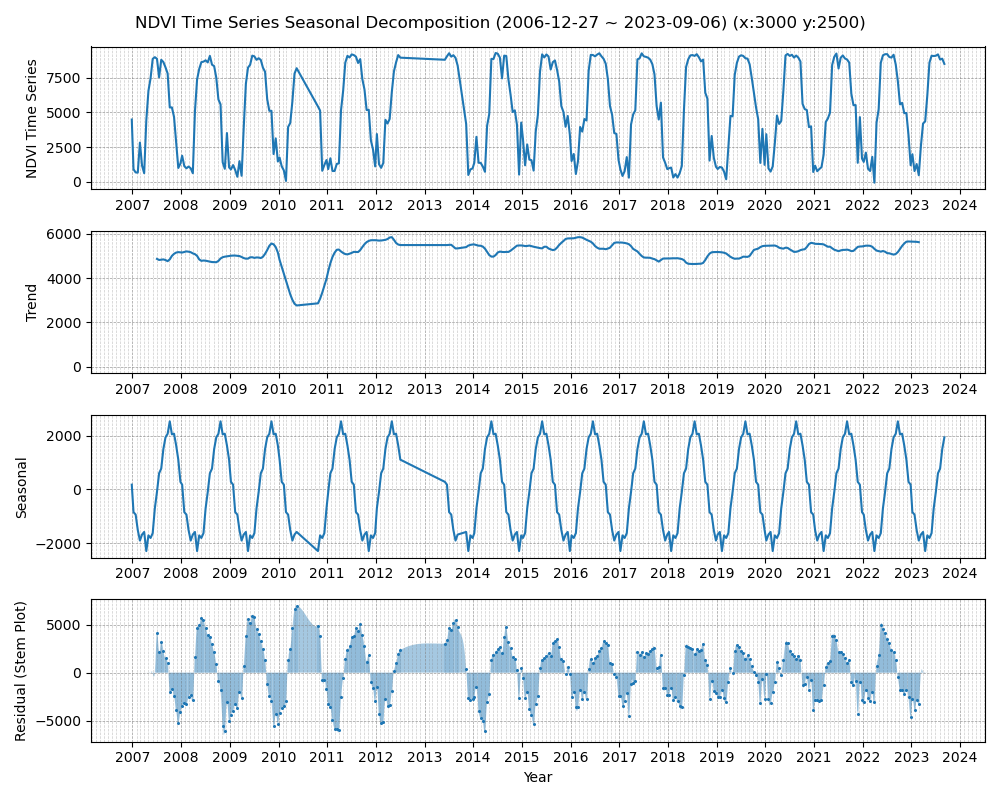 NDVI Time Series Seasonal Decomposition (2006-12-27 ~ 2023-09-06) (x:3000 y:2500)
NDVI Time Series
7500
5000
2500
0
2007 2008 2009 2010 2011 2012 2013 2014 2015 2016 2017 2018 2019 2020 2021 2022 2023 2024
Trend
6000
4000
2000
0
2007 2008 2009 2010 2011 2012 2013 2014 2015 2016 2017 2018 2019 2020 2021 2022 2023 2024
Seasonal
2000
0
−2000
2007 2008 2009 2010 2011 2012 2013 2014 2015 2016 2017 2018 2019 2020 2021 2022 2023 2024
Residual (Stem Plot)
5000
0
−5000
2007 2008 2009 2010 2011 2012 2013 2014 2015 2016 2017 2018 2019 2020 2021 2022 2023 2024
Year